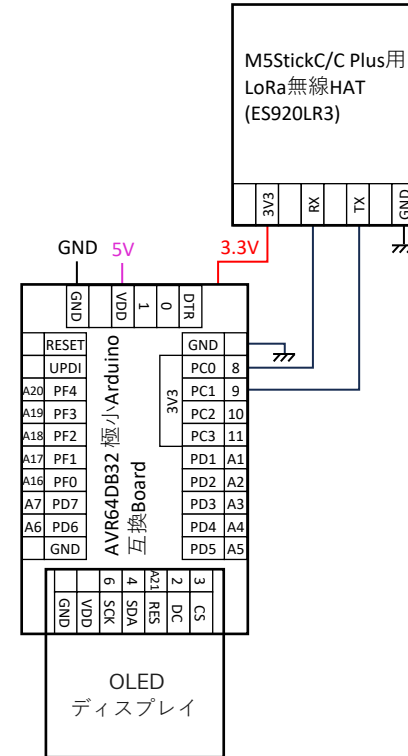 M5StickC/C Plus用
LoRa無線HAT
(ES920LR3)
3V3
RX
TX
GND
GND
5V
3.3V
GND
VDD
1
0
DTR
RESET
GND
UPDI
PC0 8
A20 PF4
PC1 9
A19 PF3
PC2 10
A18 PF2
PC3 11
A17 PF1
PD1 A1
A16 PF0
PD2 A2
A7 PD7
PD3 A3
A6 PD6
PD4 A4
GND
PD5 A5
3V3
AVR64DB32 極小Arduino
互換Board
6
4
A21
2
3
GND
VDD
SCK
SDA
RES
DC
CS
OLED
ディスプレイ